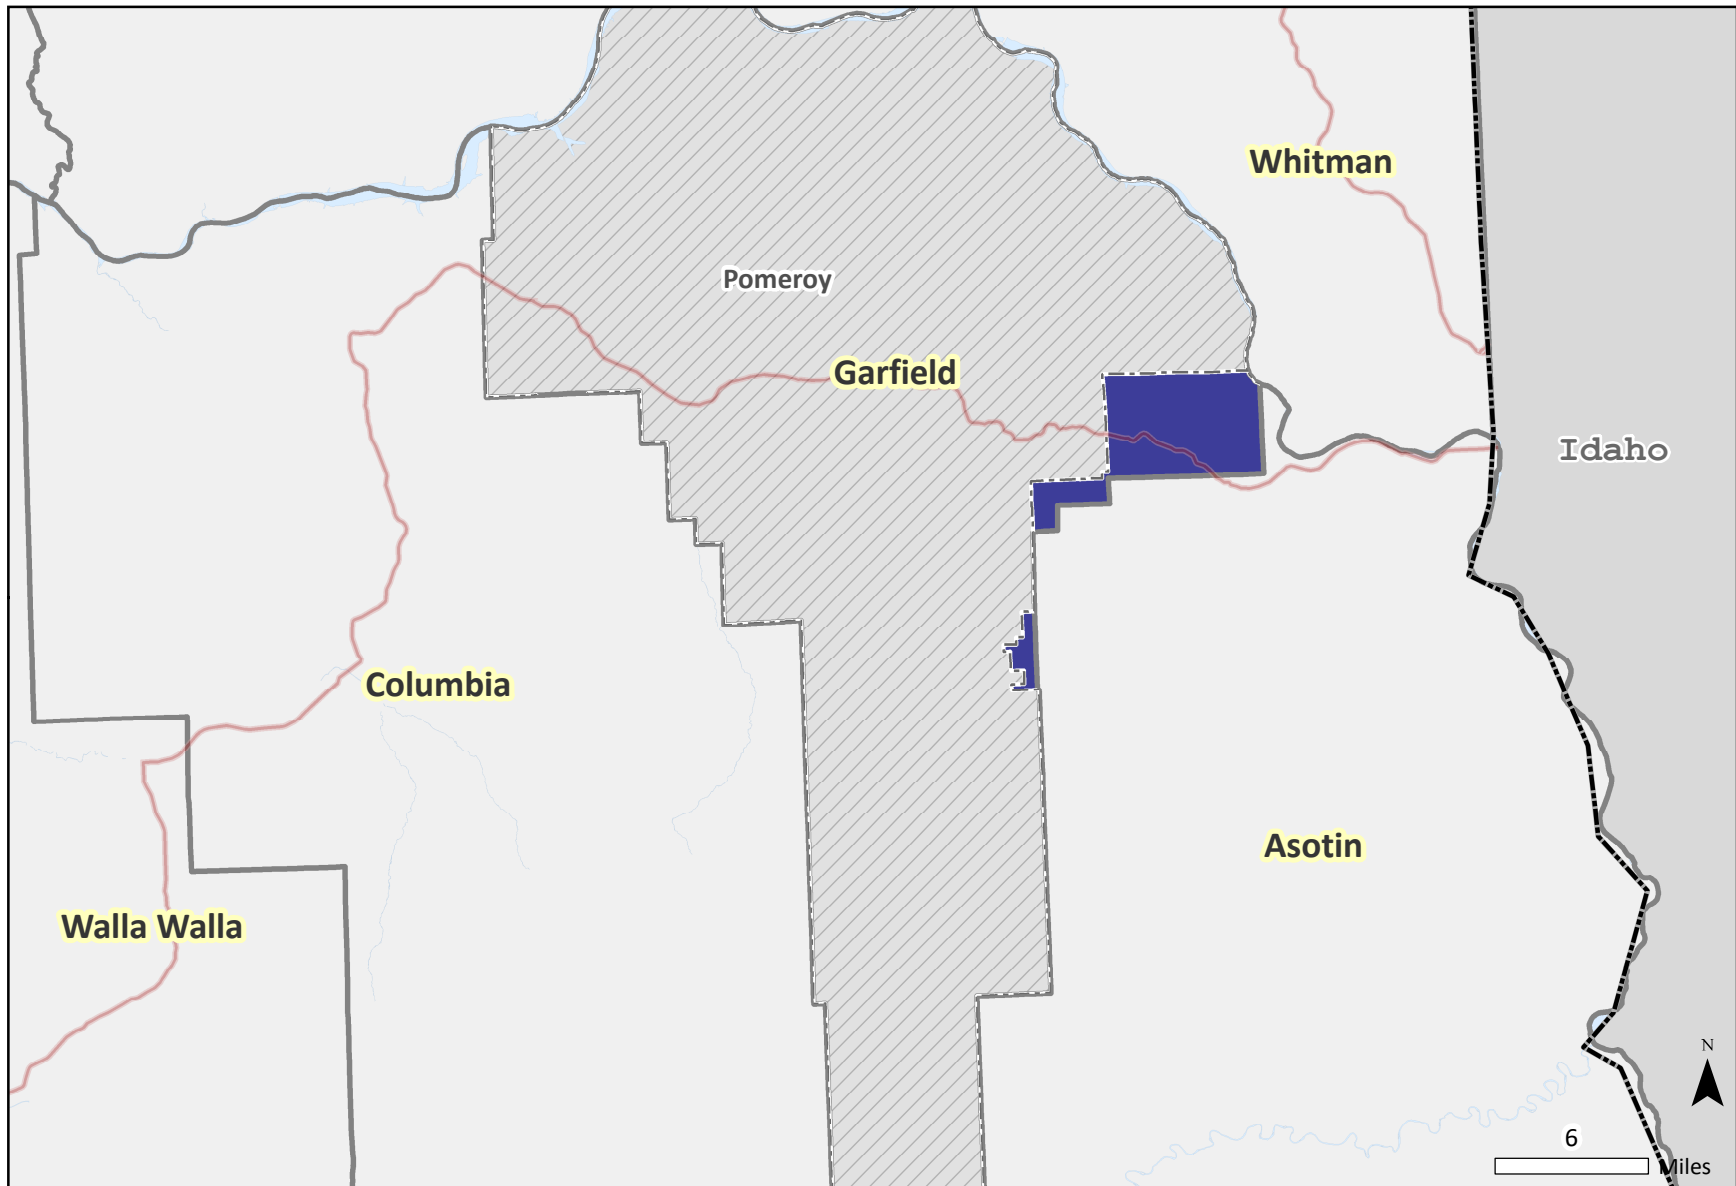 Whitman
Pomeroy
Garfield
Idaho
Columbia
Asotin
Walla Walla
N
6
Miles